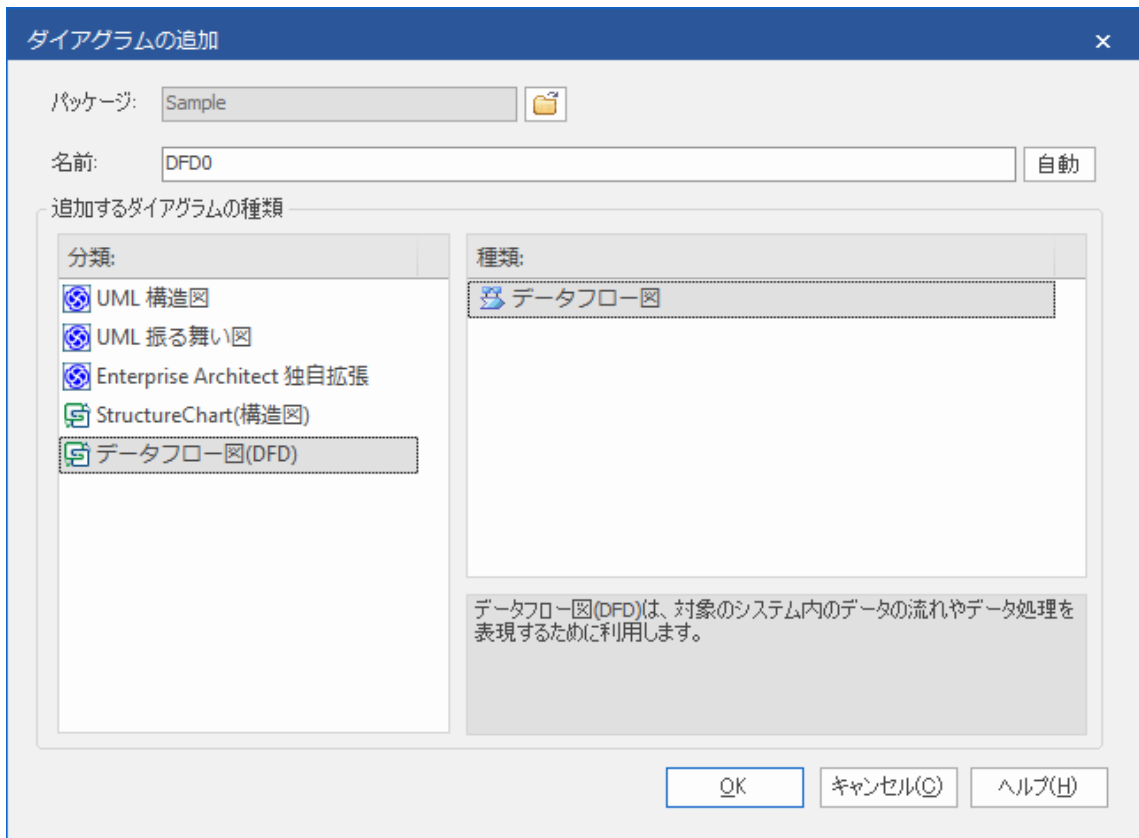 ダイアグラムの追加
パッケージ: Sample
名前: DFD0 自動
追加するダイアグラムの種類
分類:
UML 構造図
UML 振る舞い図
Enterprise Architect 独自拡張
StructureChart(構造図)
データフロー図(DFD)
種類:
データフロー図
データフロー図(DFD)は、対象のシステム内のデータの流れやデータ処理を
表現するために利用します。
OK キャンセル(C) ヘルプ(H)